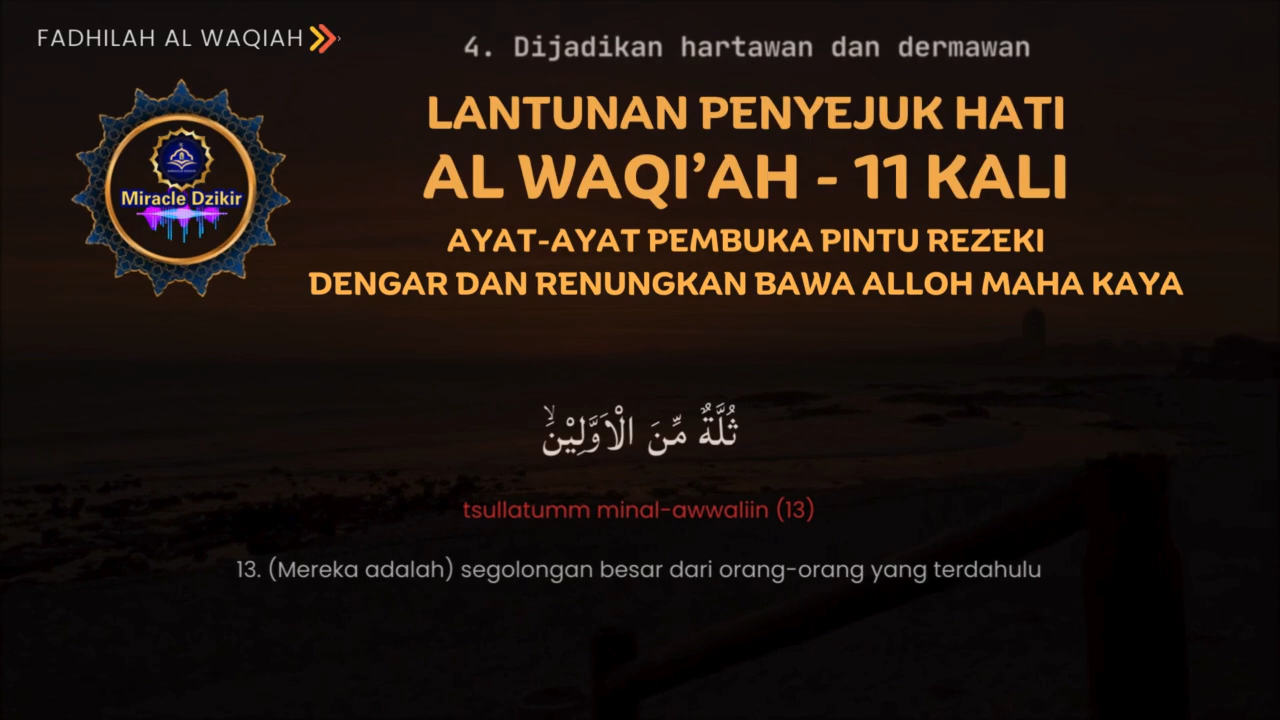 FADHILAH AL WAQIAH
4. Dijadikan hartawan dan dermawan
Miracle Dzikir
LANTUNAN PENYEJUK HATI
AL WAQI’AH - 11 KALI
AYAT-AYAT PEMBUKA PINTU REZEKI
DENGAR DAN RENUNGKAN BAWA ALLOH MAHA KAYA
ثُلَّةٌ مِّنَ الْاَوَّلِيْنَۙ
tsullatumm minal-awwaliin (13)
13. (Mereka adalah) segolongan besar dari orang-orang yang terdahulu